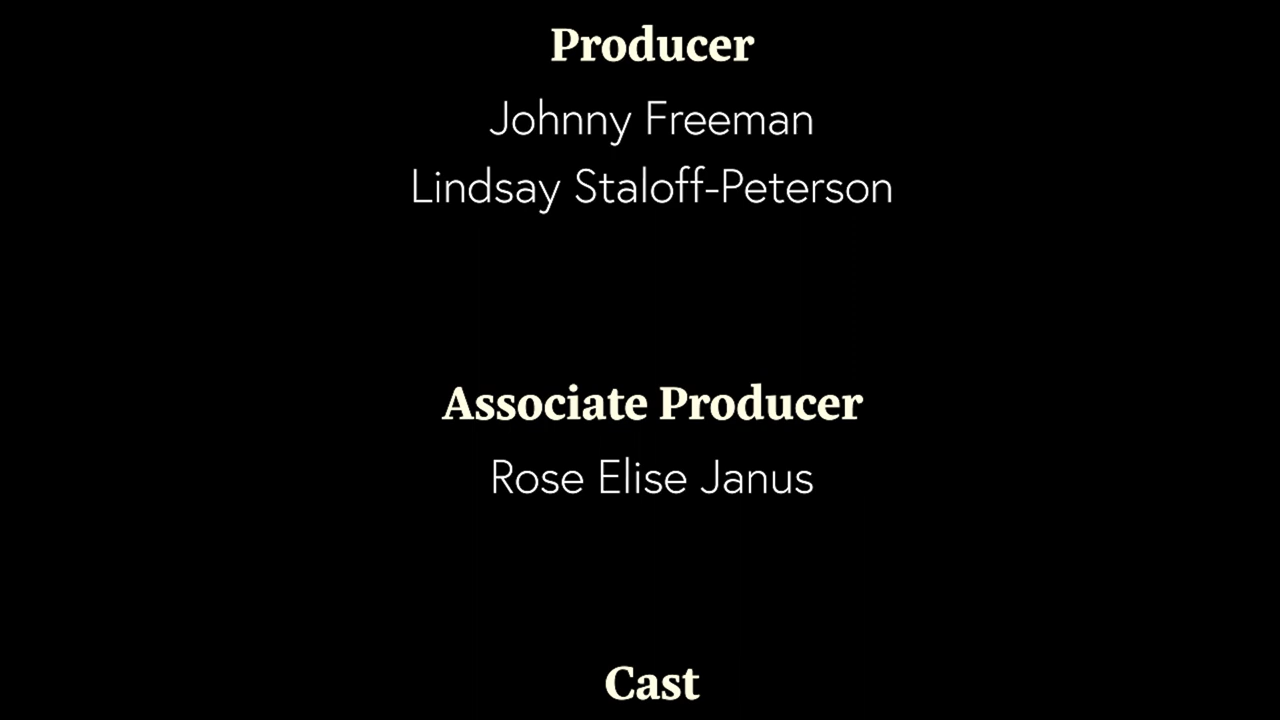 Producer
Johnny Freeman
Lindsay Staloff-Peterson
Associate Producer
Rose Elise Janus
Cast